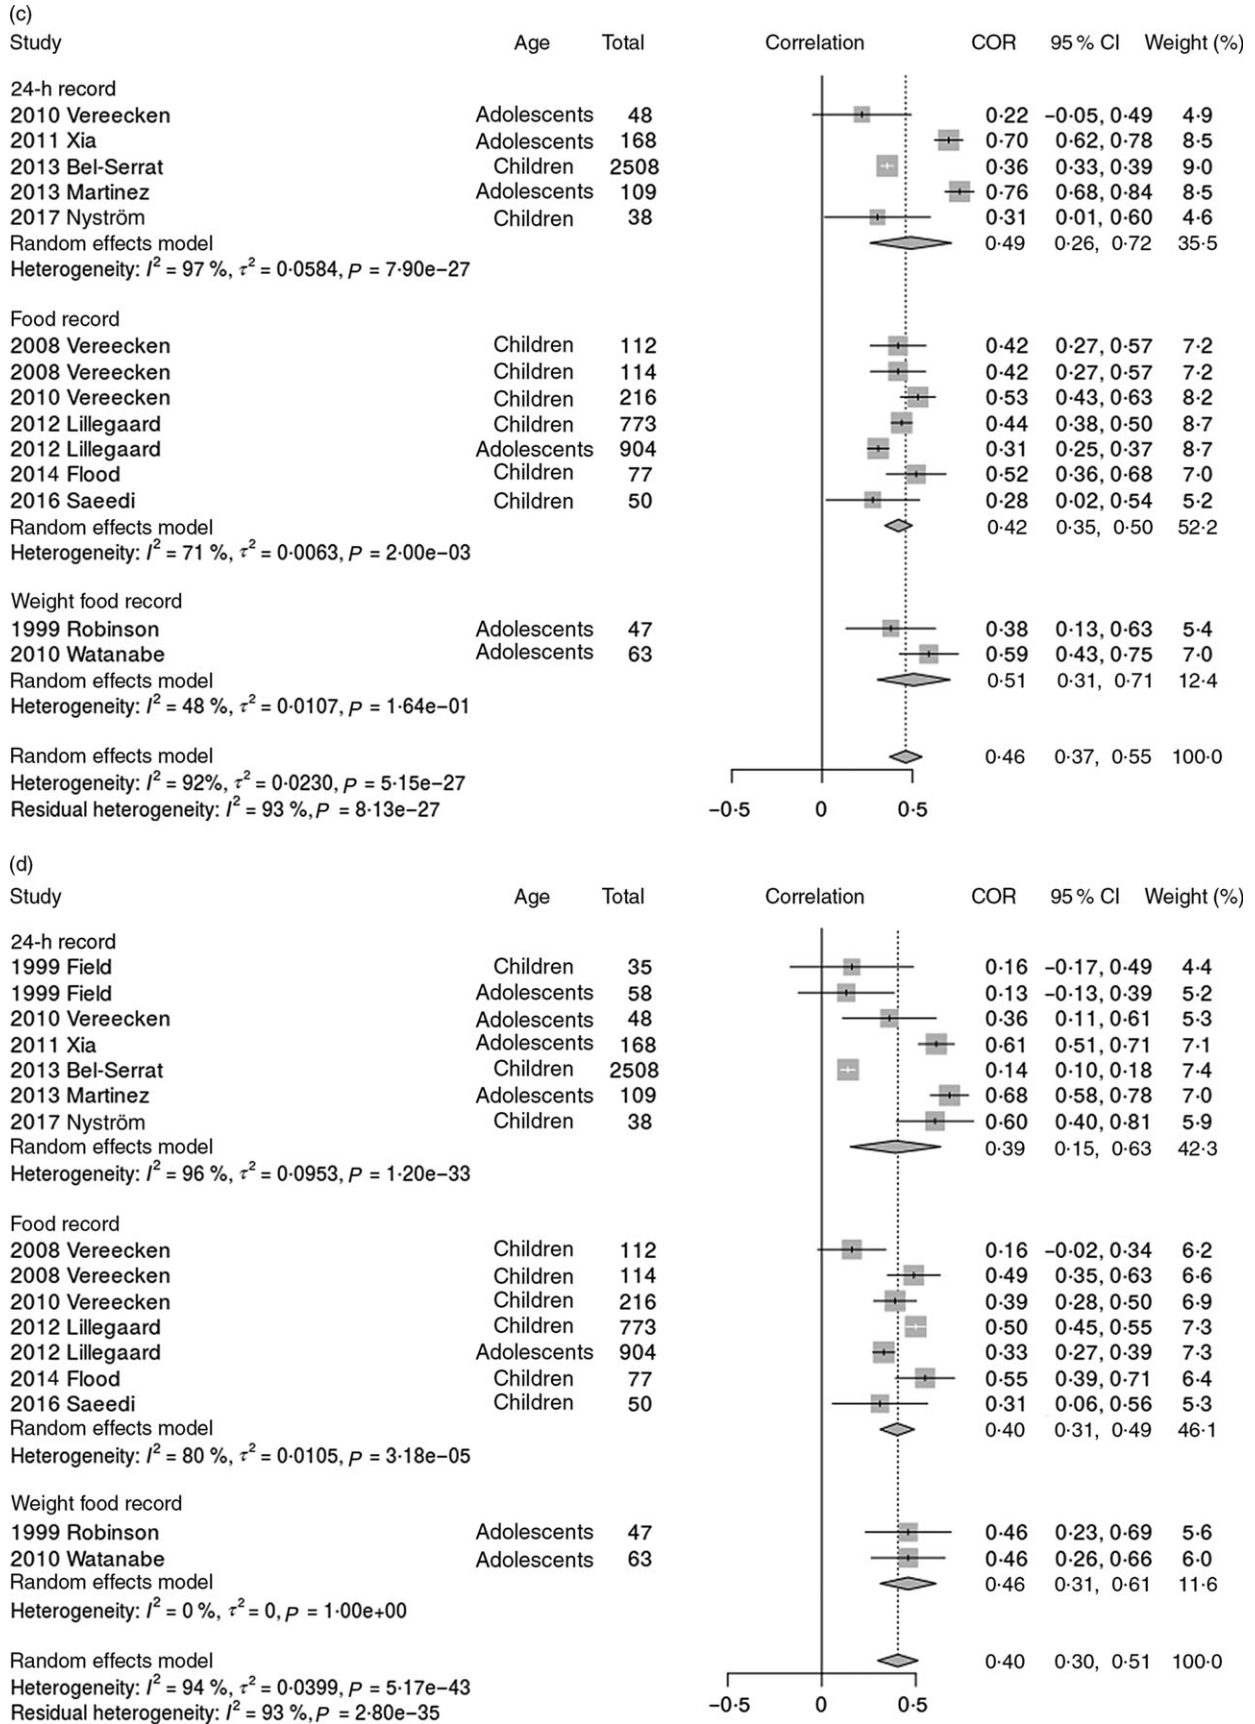 (c)
Study Age Total Correlation COR 95 % CI Weight (%)
24-h record
2010 Vereecken Adolescents 48 0·22 −0·05, 0·49 4·9
2011 Xia Adolescents 168 0·70 0·62, 0·78 8·5
2013 Bel-Serrat Children 2508 0·36 0·33, 0·39 9·0
2013 Martinez Adolescents 109 0·76 0·68, 0·84 8·5
2017 Nyström Children 38 0·31 0·01, 0·60 4·6
Random effects model 0·49 0·26, 0·72 35·5
Heterogeneity: I² = 97 %, τ² = 0·0584, P = 7·90e−27
Food record
2008 Vereecken Children 112 0·42 0·27, 0·57 7·2
2008 Vereecken Children 114 0·42 0·27, 0·57 7·2
2010 Vereecken Children 216 0·53 0·43, 0·63 8·2
2012 Lillegaard Children 773 0·44 0·38, 0·50 8·7
2012 Lillegaard Adolescents 904 0·31 0·25, 0·37 8·7
2014 Flood Children 77 0·52 0·36, 0·68 7·0
2016 Saeedi Children 50 0·28 0·02, 0·54 5·2
Random effects model 0·42 0·35, 0·50 52·2
Heterogeneity: I² = 71 %, τ² = 0·0063, P = 2·00e−03
Weight food record
1999 Robinson Adolescents 47 0·38 0·13, 0·63 5·4
2010 Watanabe Adolescents 63 0·59 0·43, 0·75 7·0
Random effects model 0·51 0·31, 0·71 12·4
Heterogeneity: I² = 48 %, τ² = 0·0107, P = 1·64e−01
Random effects model 0·46 0·37, 0·55 100·0
Heterogeneity: I² = 92%, τ² = 0·0230, P = 5·15e−27
Residual heterogeneity: I² = 93 %, P = 8·13e−27
−0·5 0 0·5
(d)
Study Age Total Correlation COR 95 % CI Weight (%)
24-h record
1999 Field Children 35 0·16 −0·17, 0·49 4·4
1999 Field Adolescents 58 0·13 −0·13, 0·39 5·2
2010 Vereecken Adolescents 48 0·36 0·11, 0·61 5·3
2011 Xia Adolescents 168 0·61 0·51, 0·71 7·1
2013 Bel-Serrat Children 2508 0·14 0·10, 0·18 7·4
2013 Martinez Adolescents 109 0·68 0·58, 0·78 7·0
2017 Nyström Children 38 0·60 0·40, 0·81 5·9
Random effects model 0·39 0·15, 0·63 42·3
Heterogeneity: I² = 96 %, τ² = 0·0953, P = 1·20e−33
Food record
2008 Vereecken Children 112 0·16 −0·02, 0·34 6·2
2008 Vereecken Children 114 0·49 0·35, 0·63 6·6
2010 Vereecken Children 216 0·39 0·28, 0·50 6·9
2012 Lillegaard Children 773 0·50 0·45, 0·55 7·3
2012 Lillegaard Adolescents 904 0·33 0·27, 0·39 7·3
2014 Flood Children 77 0·55 0·39, 0·71 6·4
2016 Saeedi Children 50 0·31 0·06, 0·56 5·3
Random effects model 0·40 0·31, 0·49 46·1
Heterogeneity: I² = 80 %, τ² = 0·0105, P = 3·18e−05
Weight food record
1999 Robinson Adolescents 47 0·46 0·23, 0·69 5·6
2010 Watanabe Adolescents 63 0·46 0·26, 0·66 6·0
Random effects model 0·46 0·31, 0·61 11·6
Heterogeneity: I² = 0 %, τ² = 0, P = 1·00e+00
Random effects model 0·40 0·30, 0·51 100·0
Heterogeneity: I² = 94 %, τ² = 0·0399, P = 5·17e−43
Residual heterogeneity: I² = 93 %, P = 2·80e−35
−0·5 0 0·5